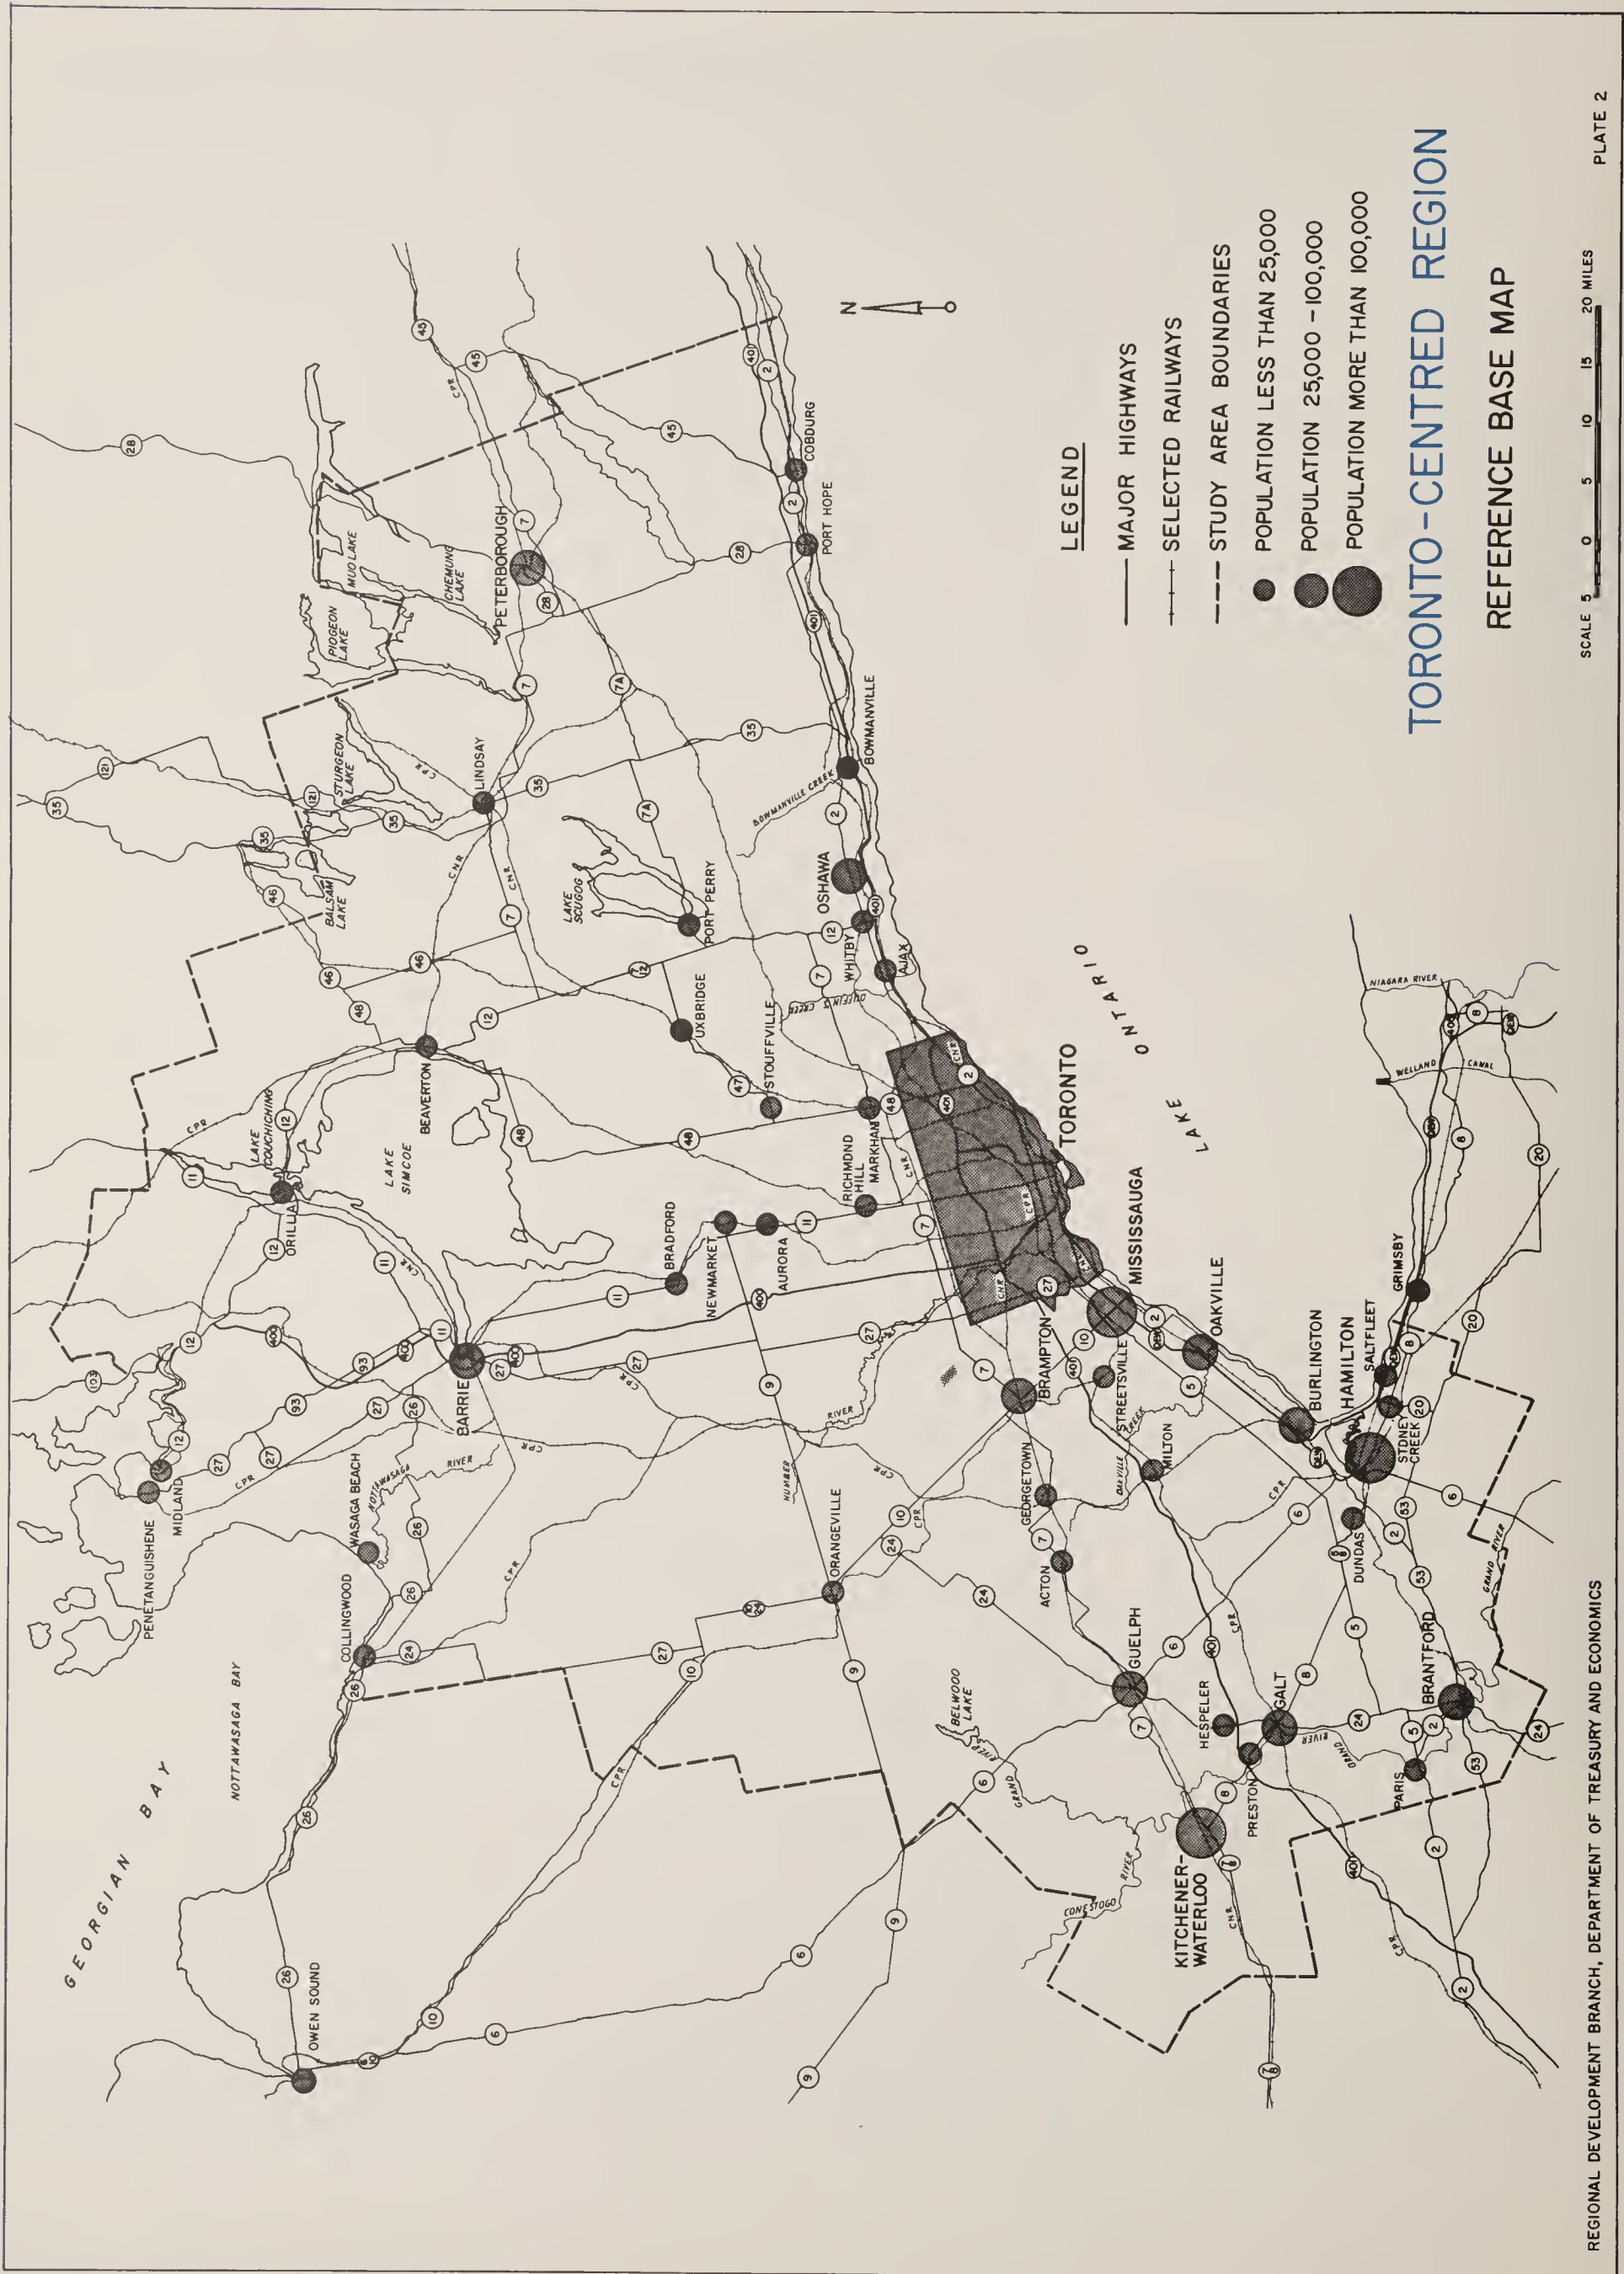 GEORGIAN BAY
NOTTAWASAGA BAY
OWEN SOUND
COLLINGWOOD
PENETANGUISHENE
MIDLAND
WASAGA BEACH
NOTTAWASAGA
RIVER
BARRIE
ORILLIA
LAKE
COUCHICHING
LAKE
SIMCOE
BEAVERTON
BALSAM
LAKE
STURGEON
LAKE
PIOGEON
LAKE
MUD LAKE
CHEMUNG
LAKE
LINDSAY
PETERBOROUGH
LAKE
SCUGOG
PORT PERRY
UXBRIDGE
STOUFFVILLE
BRADFORD
NEWMARKET
AURORA
RICHMOND
HILL
MARKHAM
ORANGEVILLE
HUMBER
RIVER
DUFFIN'S CREEK
BOWMANVILLE CREEK
WHITBY
AJAX
OSHAWA
BOWMANVILLE
PORT HOPE
COBOURG
TORONTO
LAKE
ONTARIO
MISSISSAUGA
BRAMPTON
STREETSVILLE
OAKVILLE
OAKVILLE CREEK
GEORGETOWN
MILTON
ACTON
BELWOOD
LAKE
GRAND
RIVER
GUELPH
HESPELER
GALT
PRESTON
KITCHENER-
WATERLOO
CONESTOGO
RIVER
GRAND
RIVER
BRANTFORD
PARIS
DUNDAS
BURLINGTON
HAMILTON
SALTFLEET
STONEY
CREEK
GRIMSBY
GRAND RIVER
WELLAND CANAL
NIAGARA RIVER
CPR
CNR
N
LEGEND
MAJOR HIGHWAYS
SELECTED RAILWAYS
STUDY AREA BOUNDARIES
POPULATION LESS THAN 25,000
POPULATION 25,000 – 100,000
POPULATION MORE THAN 100,000
TORONTO-CENTRED REGION
REFERENCE BASE MAP
SCALE 5 0 5 10 15 20 MILES
PLATE 2
REGIONAL DEVELOPMENT BRANCH, DEPARTMENT OF TREASURY AND ECONOMICS